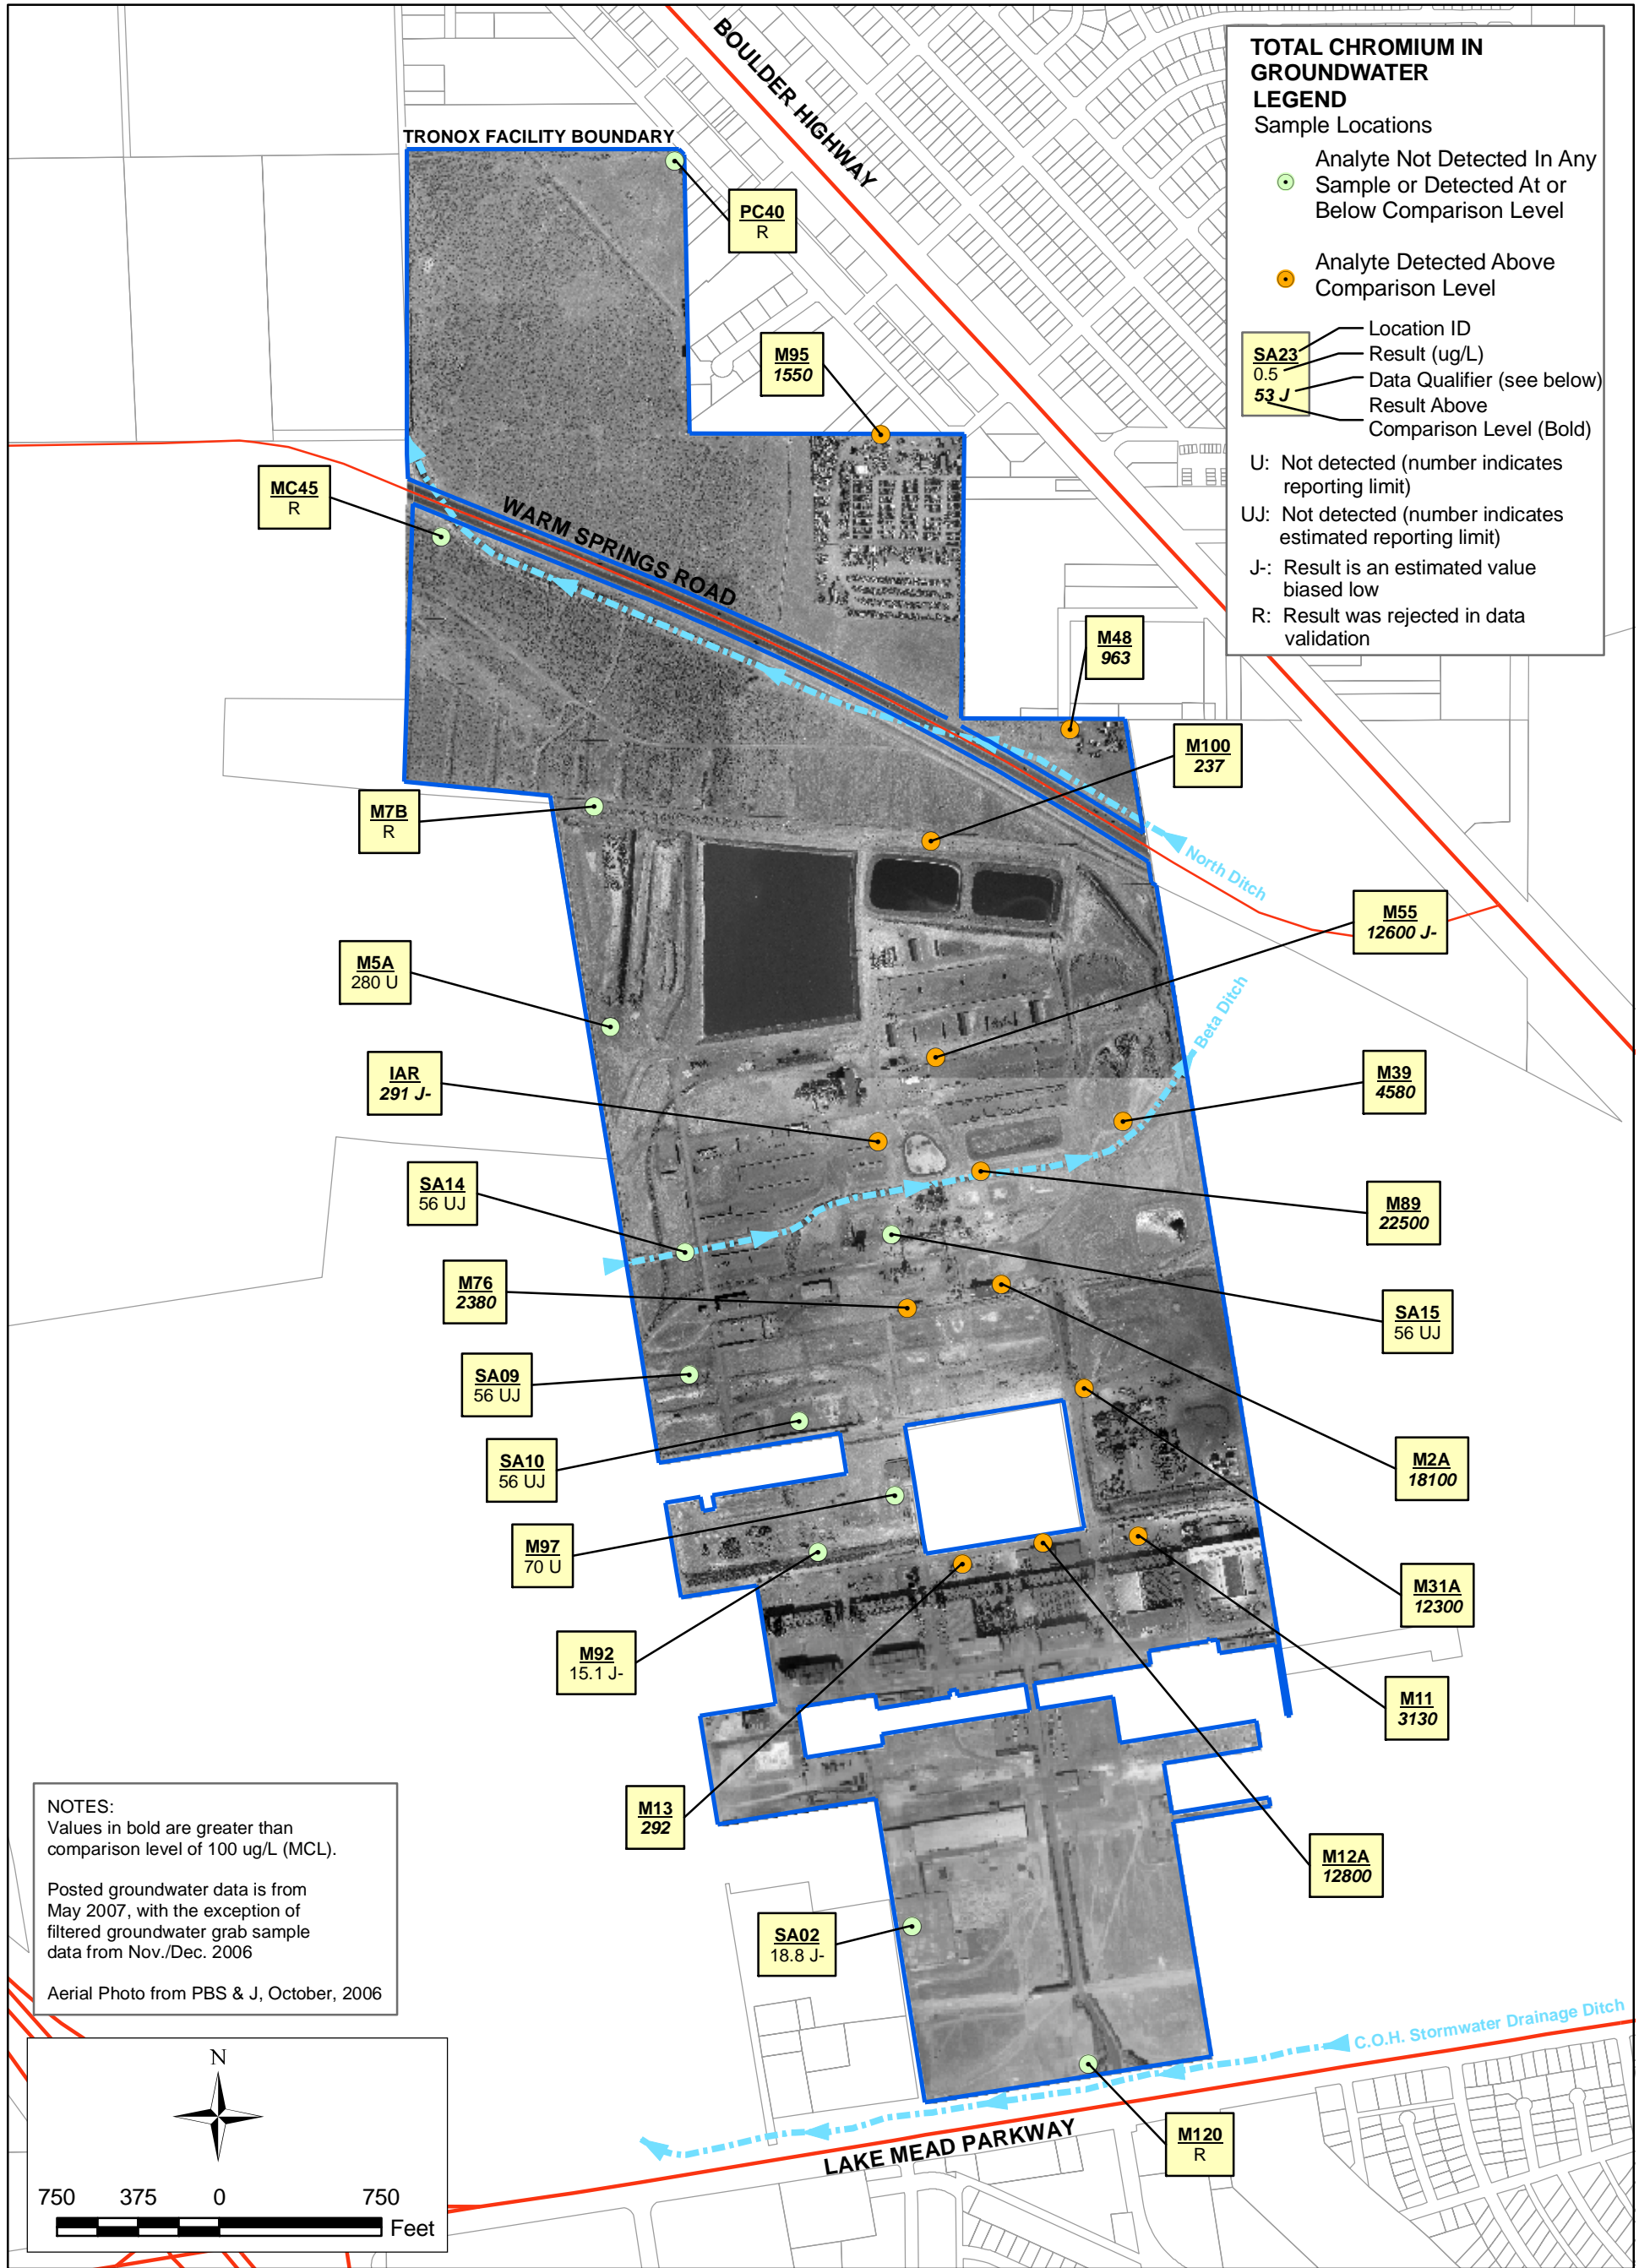 BOULDER HIGHWAY
TOTAL CHROMIUM IN
GROUNDWATER
LEGEND
Sample Locations
Analyte Not Detected In Any
Sample or Detected At or
Below Comparison Level
Analyte Detected Above
Comparison Level
SA23
0.5
53 J
Location ID
Result (ug/L)
Data Qualifier (see below)
Result Above
Comparison Level (Bold)
U: Not detected (number indicates
reporting limit)
UJ: Not detected (number indicates
estimated reporting limit)
J-: Result is an estimated value
biased low
R: Result was rejected in data
validation
TRONOX FACILITY BOUNDARY
PC40
R
M95
1550
MC45
R
WARM SPRINGS ROAD
M48
963
M100
237
M7B
R
North Ditch
M55
12600 J-
M5A
280 U
Beta Ditch
IAR
291 J-
M39
4580
SA14
56 UJ
M89
22500
M76
2380
SA15
56 UJ
SA09
56 UJ
M2A
18100
SA10
56 UJ
M97
70 U
M31A
12300
M92
15.1 J-
M11
3130
M13
292
M12A
12800
NOTES:
Values in bold are greater than
comparison level of 100 ug/L (MCL).
Posted groundwater data is from
May 2007, with the exception of
filtered groundwater grab sample
data from Nov./Dec. 2006
Aerial Photo from PBS & J, October, 2006
SA02
18.8 J-
C.O.H. Stormwater Drainage Ditch
M120
R
LAKE MEAD PARKWAY
N
750 375 0 750
Feet